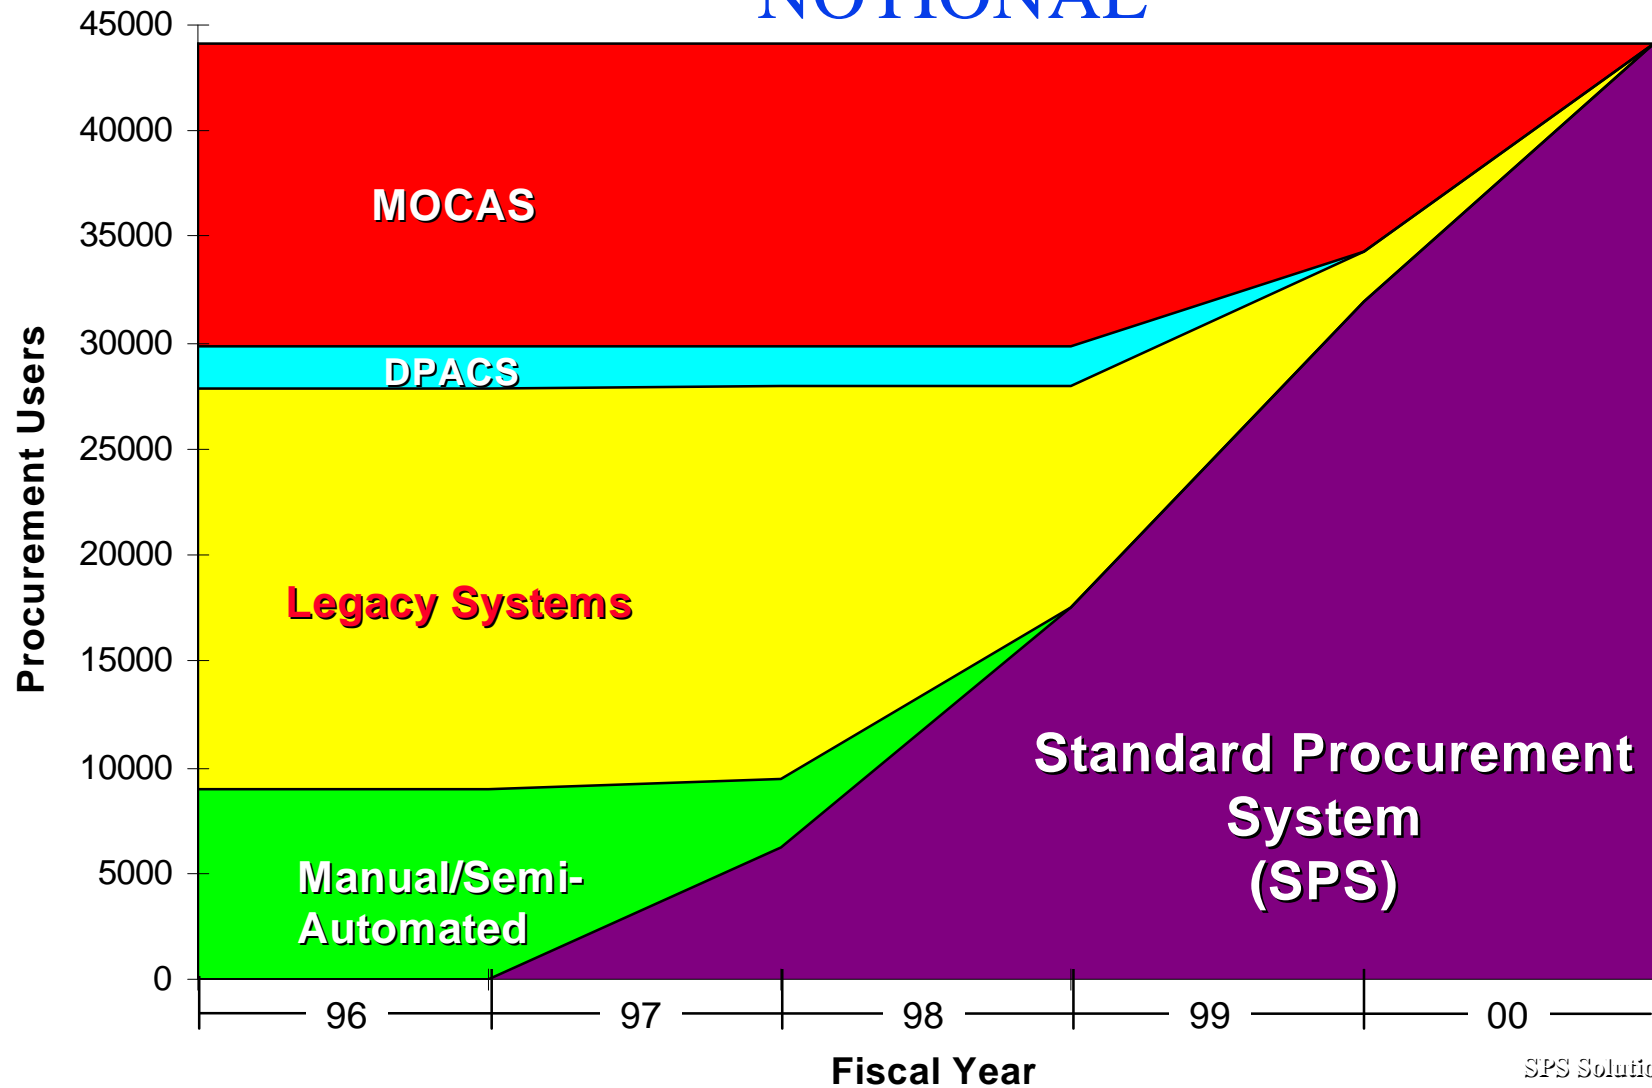 NOTIONAL
45000
40000
35000
30000
25000
20000
15000
10000
5000
0
Procurement Users
MOCAS
DPACS
Legacy Systems
Manual/Semi-
Automated
Standard Procurement
System
(SPS)
96 97 98 99 00
Fiscal Year
SPS